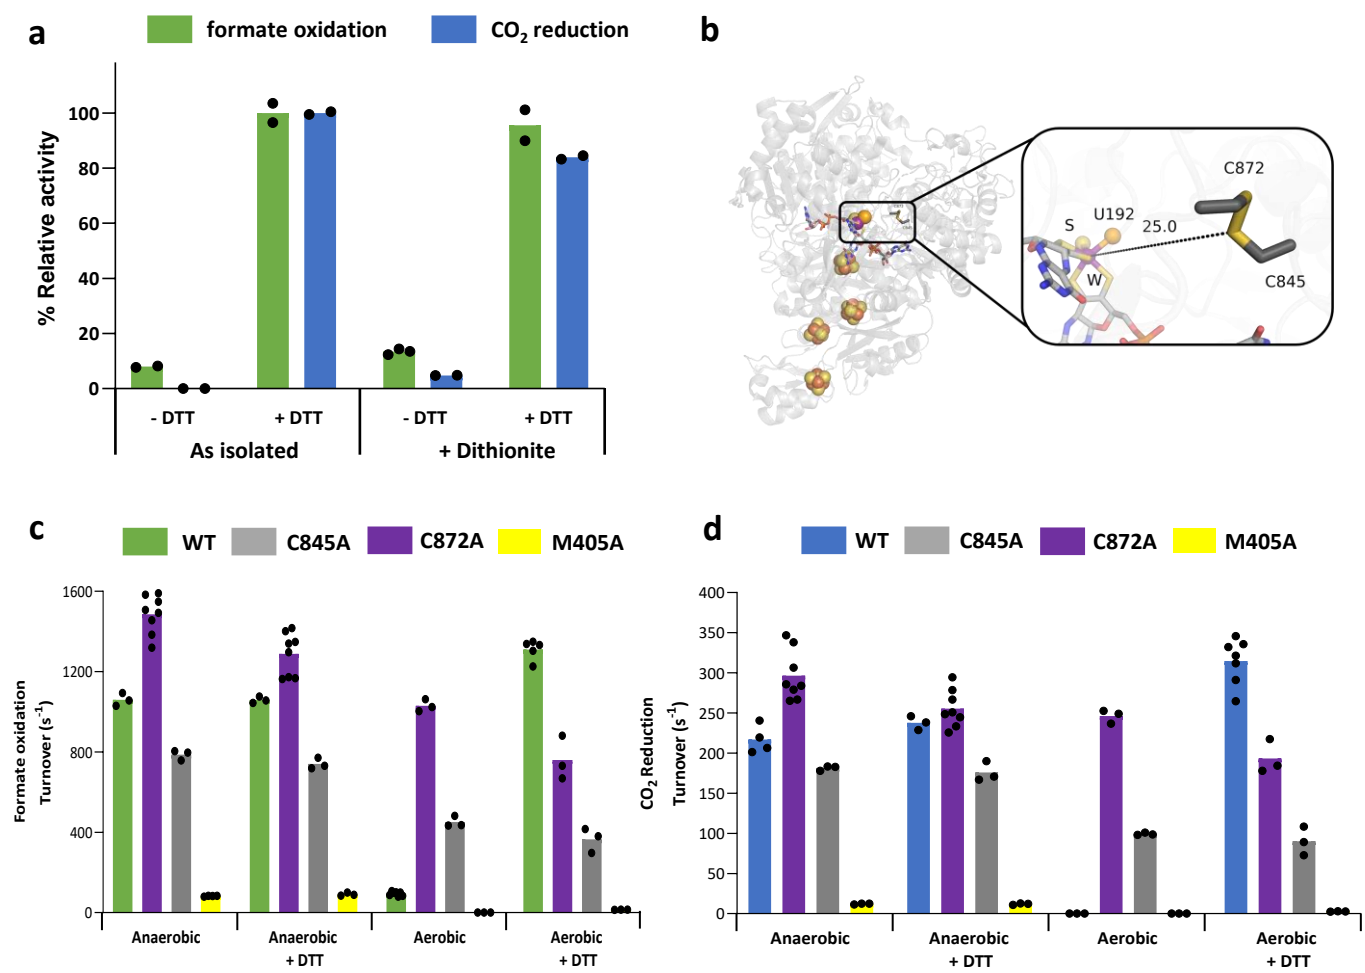 a
formate oxidation
CO₂ reduction
% Relative activity
100
80
60
40
20
0
- DTT
+ DTT
- DTT
+ DTT
As isolated
+ Dithionite
b
C872
S
U192
25.0
W
C845
c
WT
C845A
C872A
M405A
Formate oxidation
Turnover (s⁻¹)
1600
1200
800
400
0
Anaerobic
Anaerobic
+ DTT
Aerobic
Aerobic
+ DTT
d
WT
C845A
C872A
M405A
CO₂ Reduction
Turnover (s⁻¹)
400
350
300
250
200
150
100
50
0
Anaerobic
Anaerobic
+ DTT
Aerobic
Aerobic
+ DTT